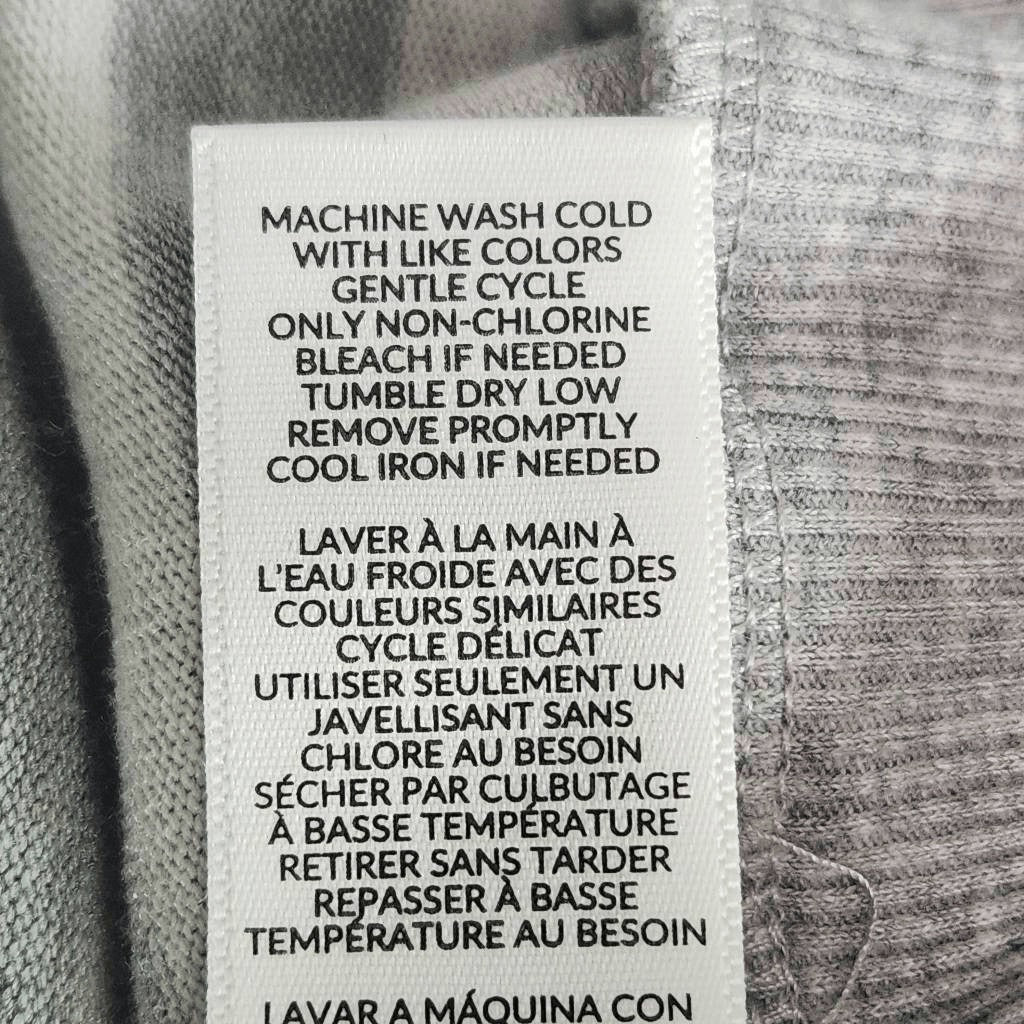 MACHINE WASH COLD
WITH LIKE COLORS
GENTLE CYCLE
ONLY NON-CHLORINE
BLEACH IF NEEDED
TUMBLE DRY LOW
REMOVE PROMPTLY
COOL IRON IF NEEDED
LAVER À LA MAIN À
L'EAU FROIDE AVEC DES
COULEURS SIMILAIRES
CYCLE DÉLICAT
UTILISER SEULEMENT UN
JAVELLISANT SANS
CHLORE AU BESOIN
SÉCHER PAR CULBUTAGE
À BASSE TEMPÉRATURE
RETIRER SANS TARDER
REPASSER À BASSE
TEMPÉRATURE AU BESOIN
LAVAR A MÁQUINA CON